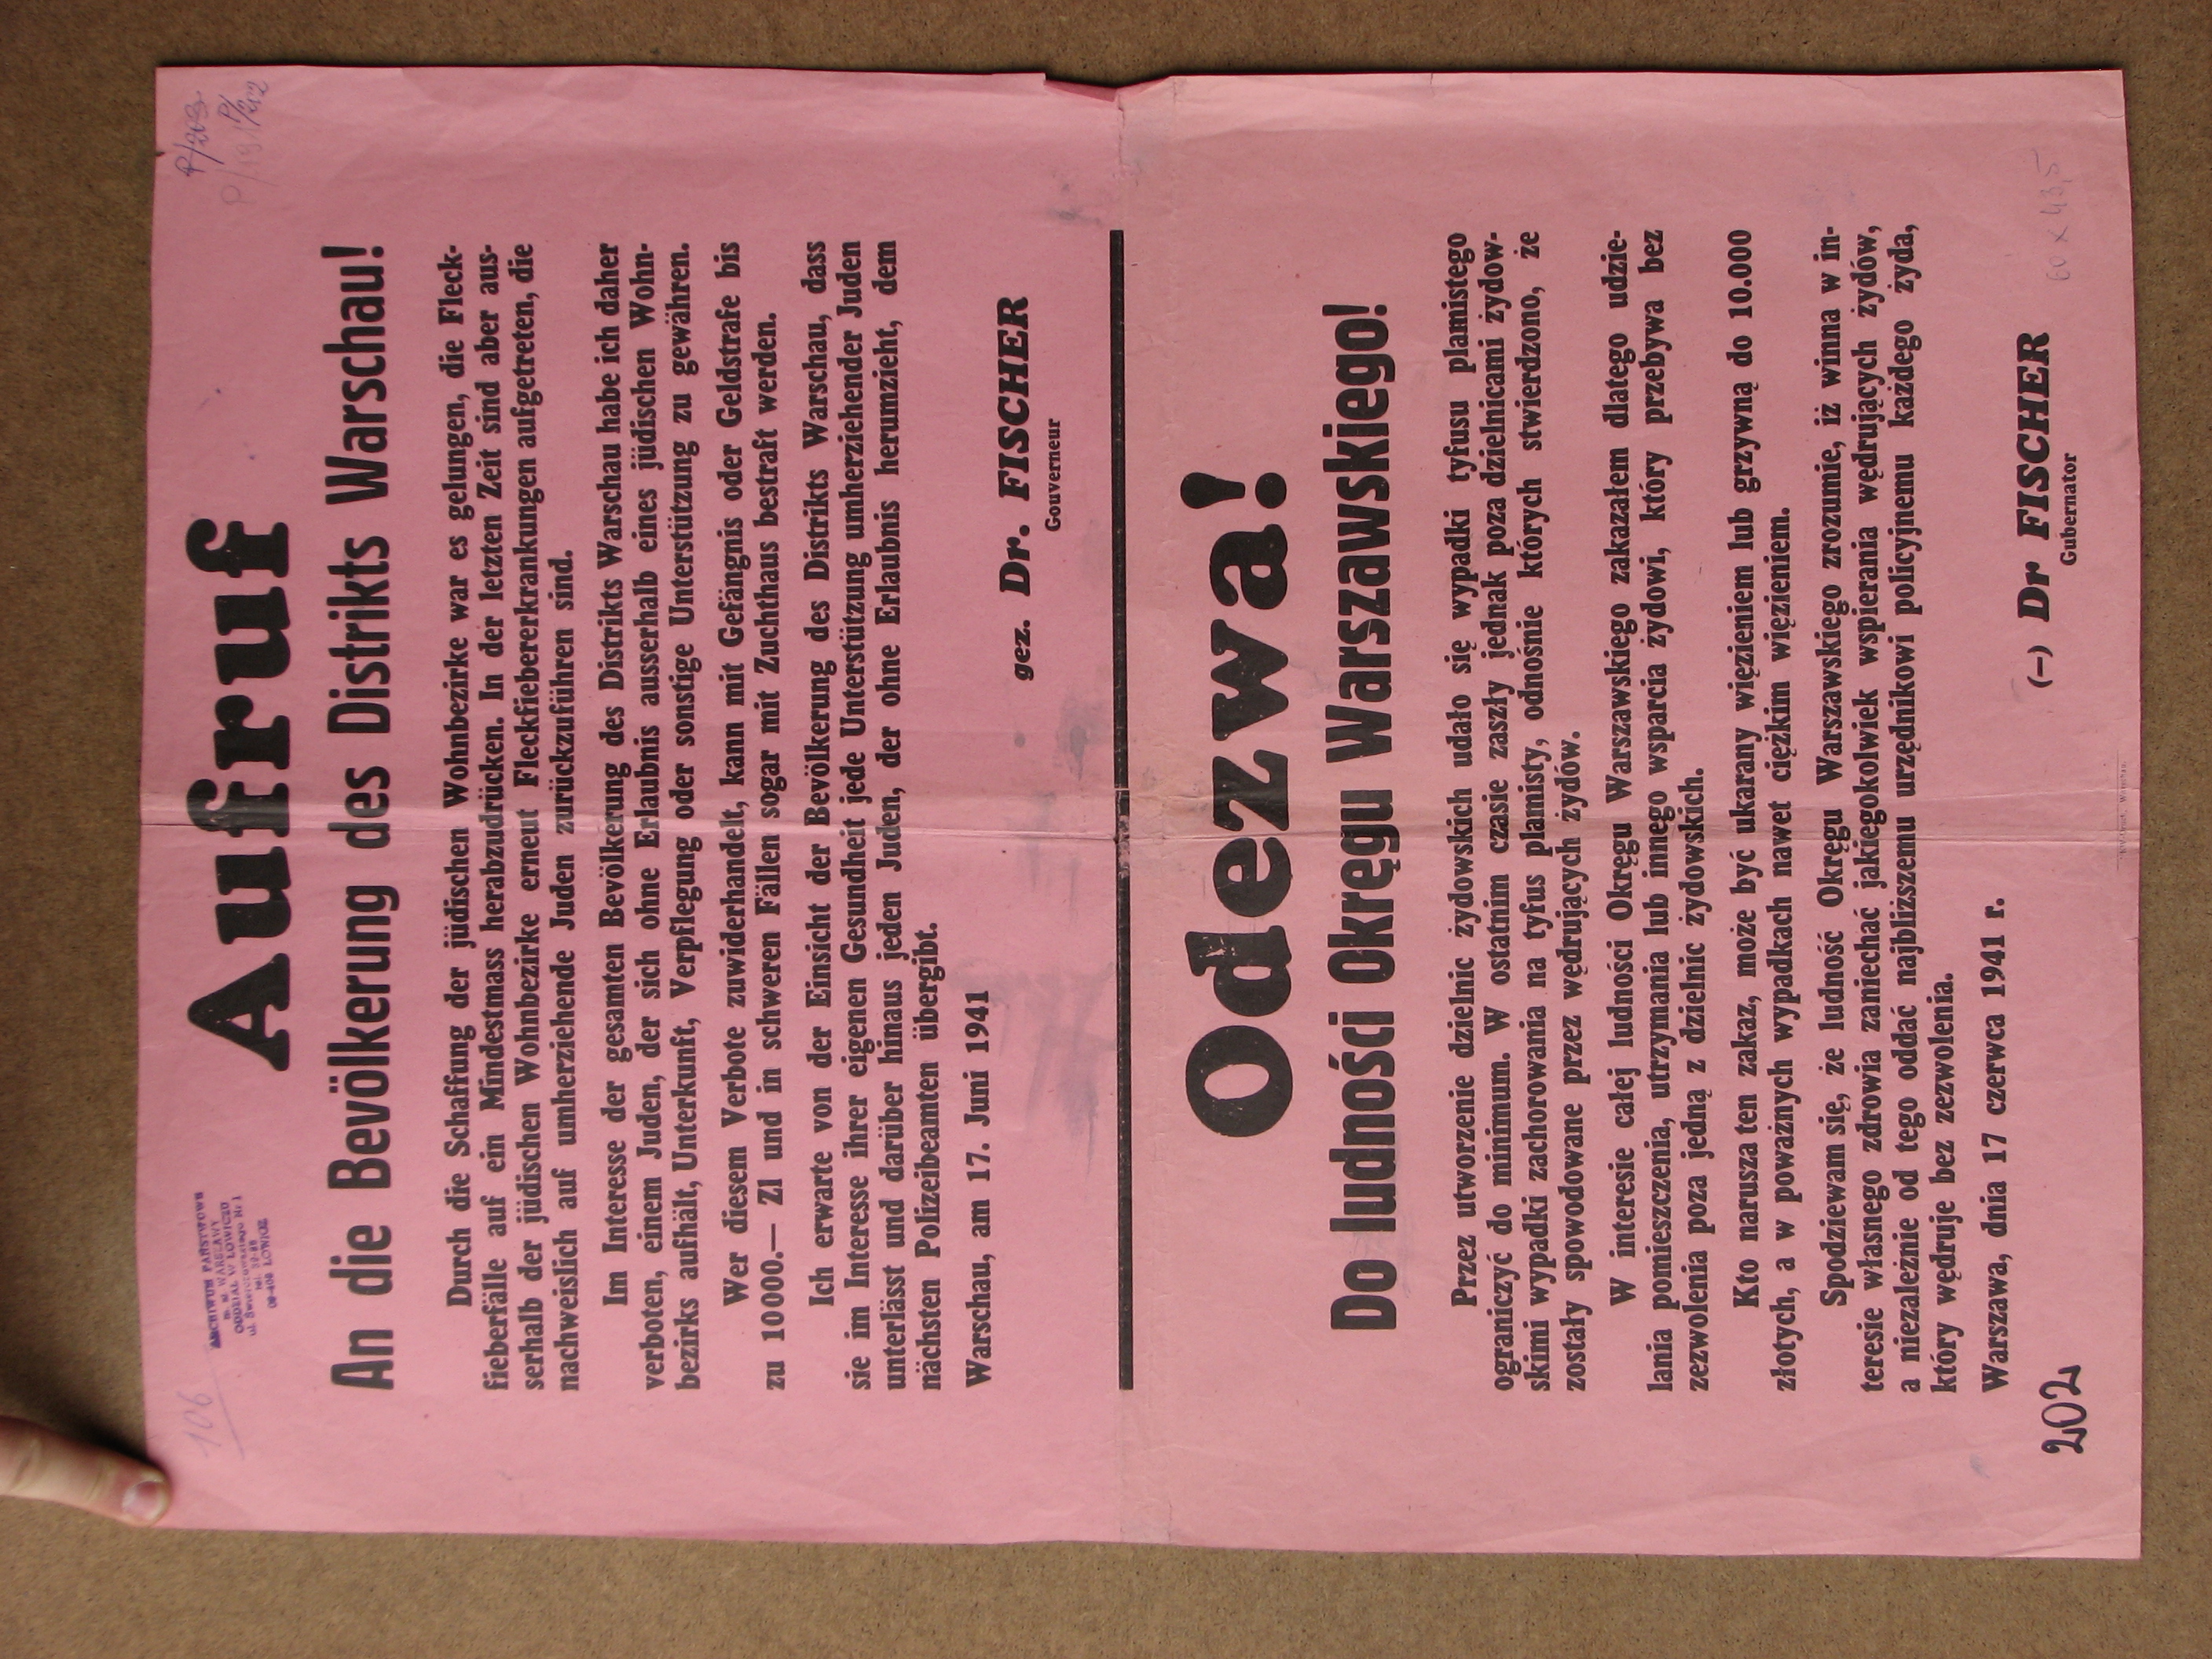 106
ARCHIWUM PAŃSTWOWE
m. st. WARSZAWY
ODDZIAŁ W ŁOWICZU
Aufruf
An die Bevölkerung des Distrikts Warschau!
Durch die Schaffung der jüdischen Wohnbezirke war es gelungen, die Fleck-
fieberfälle auf ein Mindestmass herabzudrücken. In der letzten Zeit sind aber aus-
serhalb der jüdischen Wohnbezirke erneut Fleckfiebererkrankungen aufgetreten, die
nachweislich auf umherziehende Juden zurückzuführen sind.
Im Interesse der gesamten Bevölkerung des Distrikts Warschau habe ich daher
verboten, einem Juden, der sich ohne Erlaubnis ausserhalb eines jüdischen Wohn-
bezirks aufhält, Unterkunft, Verpflegung oder sonstige Unterstützung zu gewähren.
Wer diesem Verbote zuwiderhandelt, kann mit Gefängnis oder Geldstrafe bis
zu 10000.— Zl und in schweren Fällen sogar mit Zuchthaus bestraft werden.
Ich erwarte von der Einsicht der Bevölkerung des Distrikts Warschau, dass
sie im Interesse ihrer eigenen Gesundheit jede Unterstützung umherziehender Juden
unterlässt und darüber hinaus jeden Juden, der ohne Erlaubnis herumzieht, dem
nächsten Polizeibeamten übergibt.
Warschau, am 17. Juni 1941
gez. Dr. FISCHER
Gouverneur
Odezwa!
Do ludności Okręgu Warszawskiego!
Przez utworzenie dzielnic żydowskich udało się wypadki tyfusu plamistego
ograniczyć do minimum. W ostatnim czasie zaszły jednak poza dzielnicami żydow-
skimi wypadki zachorowania na tyfus plamisty, odnośnie których stwierdzono, że
zostały spowodowane przez wędrujących żydów.
W interesie całej ludności Okręgu Warszawskiego zakazałem dlatego udzie-
lania pomieszczenia, utrzymania lub innego wsparcia żydowi, który przebywa bez
zezwolenia poza jedną z dzielnic żydowskich.
Kto narusza ten zakaz, może być ukarany więzieniem lub grzywną do 10.000
złotych, a w poważnych wypadkach nawet ciężkim więzieniem.
Spodziewam się, że ludność Okręgu Warszawskiego zrozumie, iż winna w in-
teresie własnego zdrowia zaniechać jakiegokolwiek wspierania wędrujących żydów,
a niezależnie od tego oddać najbliższemu urzędnikowi policyjnemu każdego żyda,
który wędruje bez zezwolenia.
Warszawa, dnia 17 czerwca 1941 r.
(—) Dr FISCHER
Gubernator
202
60 x 43,5